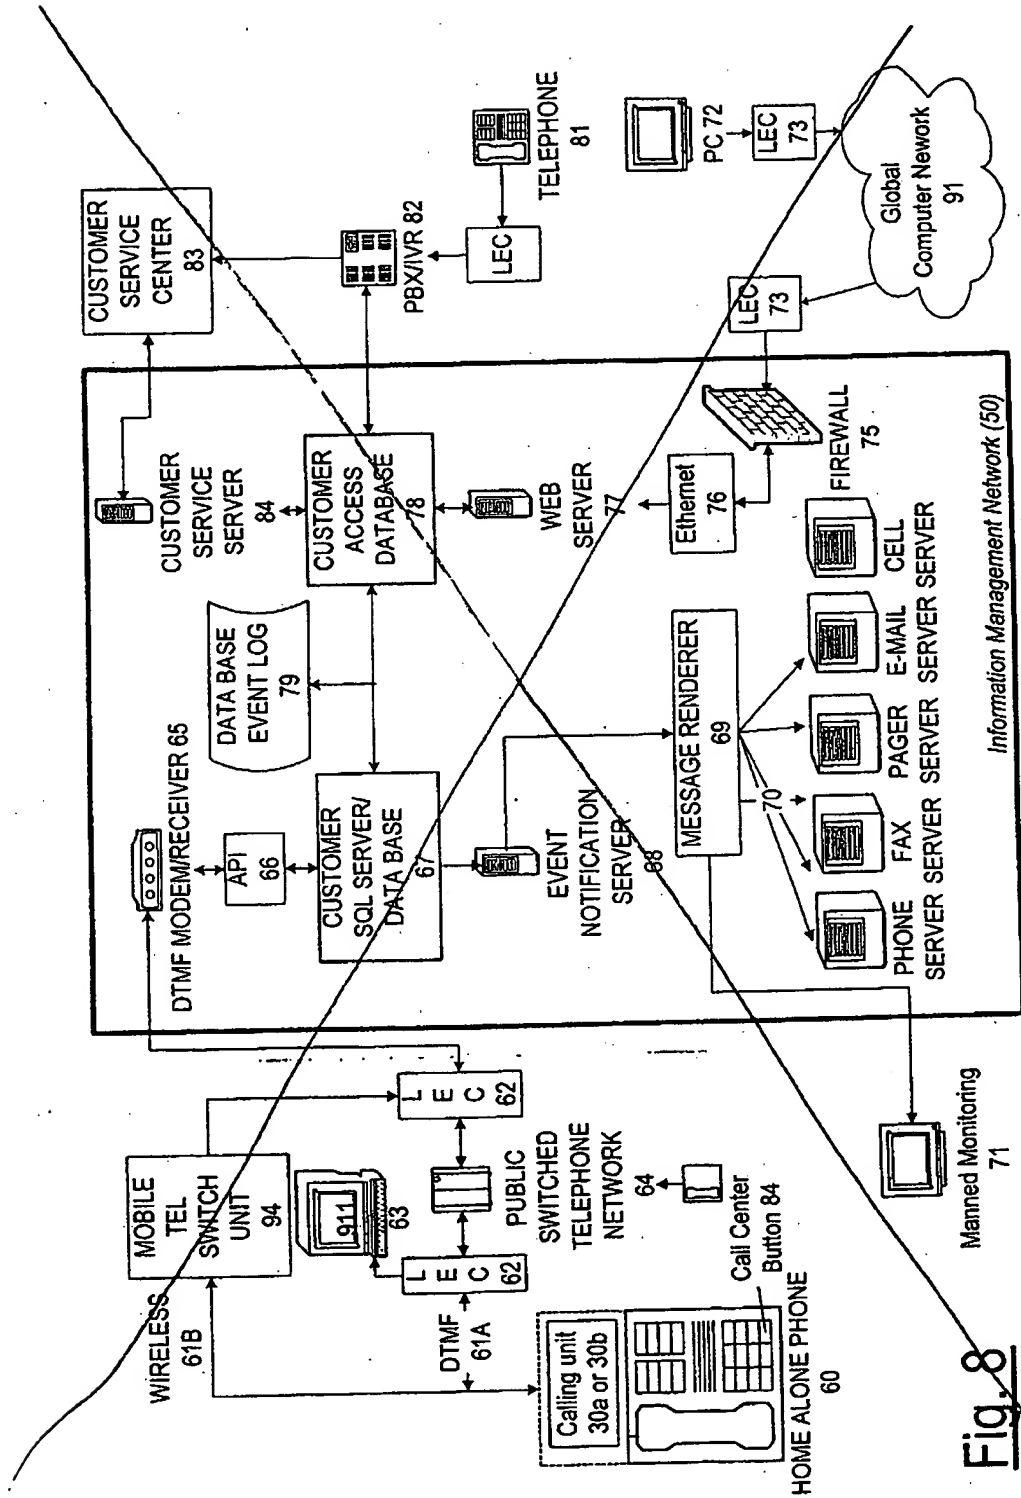 WIRELESS
61B
MOBILE
TEL
SWITCH
UNIT
94
911
63
L
E
C
62
L
E
C
62
DTMF
61A
PUBLIC
SWITCHED
TELEPHONE
NETWORK
64
Calling unit
30a or 30b
Call Center
Button 84
HOME ALONE PHONE
60
Manned Monitoring
71
DTMF MODEM/RECEIVER 65
API
66
CUSTOMER
SQL SERVER/
DATA BASE
67
DATA BASE
EVENT LOG
79
EVENT
NOTIFICATION
SERVER
68
MESSAGE RENDERER
69
70
PHONE
SERVER
FAX
SERVER
PAGER
SERVER
E-MAIL
SERVER
CELL
SERVER
CUSTOMER
SERVICE
SERVER
84
CUSTOMER
ACCESS
DATABASE
78
WEB
SERVER
77
Ethernet
76
FIREWALL
75
Information Management Network (50)
CUSTOMER
SERVICE
CENTER
83
PBX/IVR 82
LEC
TELEPHONE
81
PC 72
LEC
73
LEC
73
Global
Computer Network
91
Fig. 8